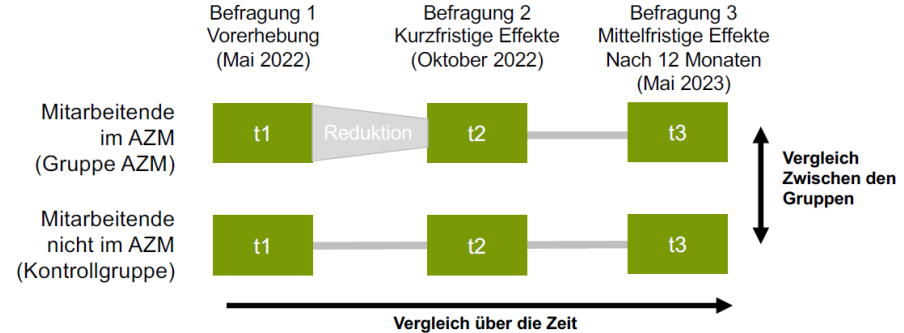 Befragung 1
Vorerhebung
(Mai 2022)
Befragung 2
Kurzfristige Effekte
(Oktober 2022)
Befragung 3
Mittelfristige Effekte
Nach 12 Monaten
(Mai 2023)
Mitarbeitende
im AZM
(Gruppe AZM)
t1
Reduktion
t2
t3
Vergleich
Zwischen den
Gruppen
Mitarbeitende
nicht im AZM
(Kontrollgruppe)
t1
t2
t3
Vergleich über die Zeit